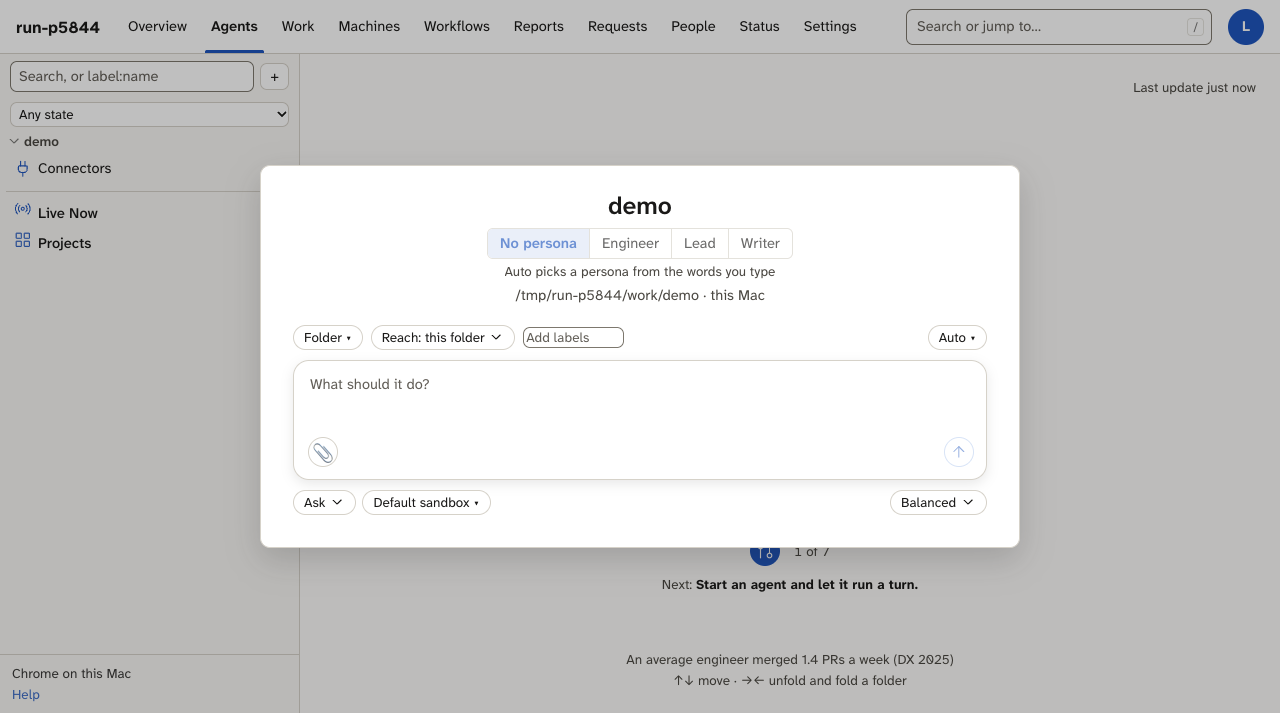 run-p5844 Overview Agents Work Machines Workflows Reports Requests People Status Settings Search or jump to... / L
Search, or label:name +
Last update just now
Any state
demo
Connectors
Live Now
Projects
demo
No persona Engineer Lead Writer
Auto picks a persona from the words you type
/tmp/run-p5844/work/demo · this Mac
Folder Reach: this folder Add labels Auto
What should it do?
Ask Default sandbox Balanced
1 of 7
Next: Start an agent and let it run a turn.
An average engineer merged 1.4 PRs a week (DX 2025)
↑↓ move · →← unfold and fold a folder
Chrome on this Mac
Help